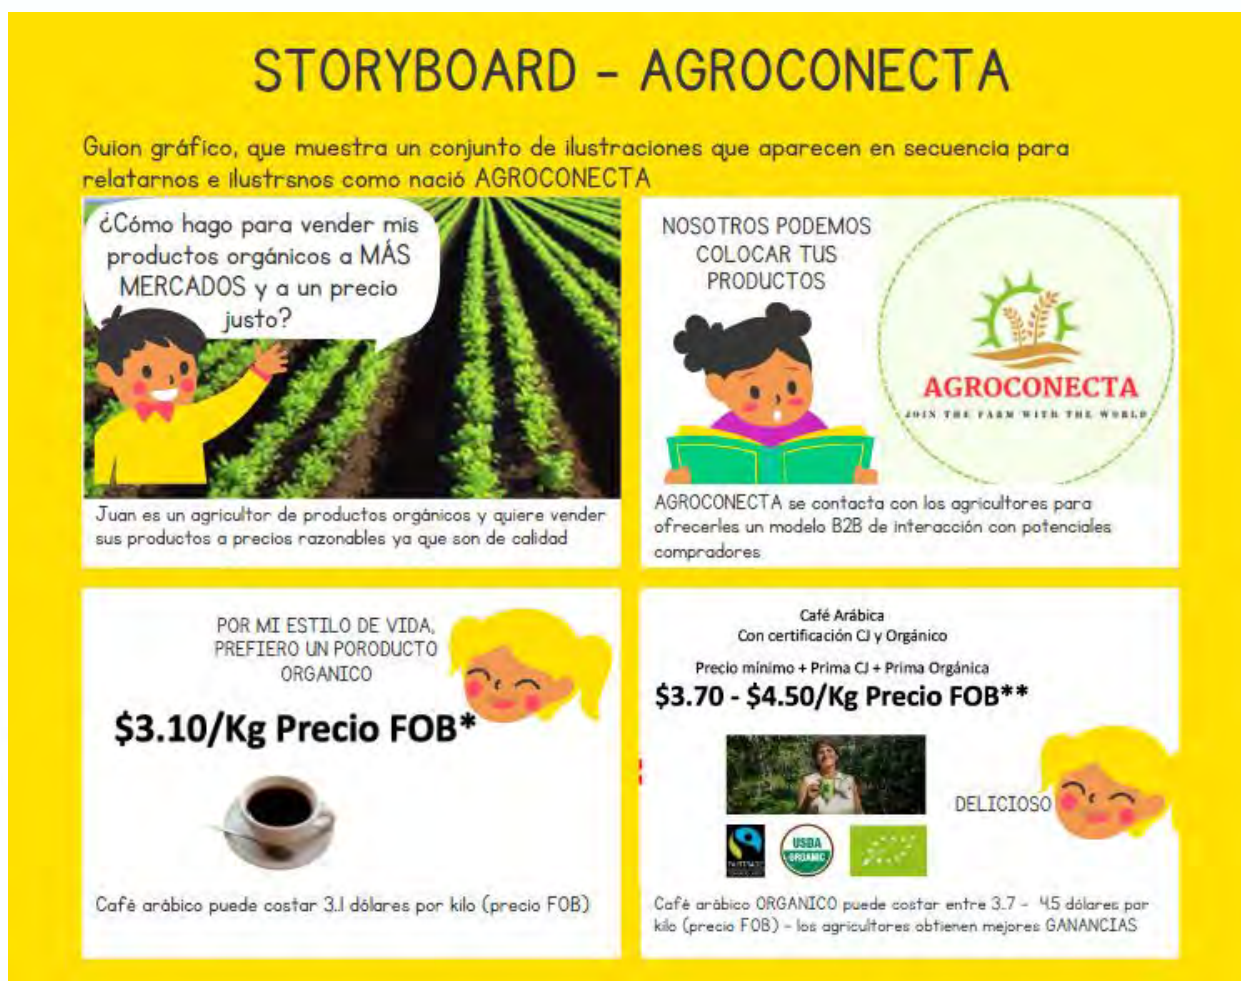 STORYBOARD - AGROCONECTA
Guion gráfico, que muestra un conjunto de ilustraciones que aparecen en secuencia para
relatarnos e ilustrsnos como nació AGROCONECTA
¿Cómo hago para vender mis
productos orgánicos a MÁS
MERCADOS y a un precio
justo?
Juan es un agricultor de productos orgánicos y quiere vender
sus productos a precios razonables ya que son de calidad
NOSOTROS PODEMOS
COLOCAR TUS
PRODUCTOS
AGROCONECTA
JOIN THE FARM WITH THE WORLD
AGROCONECTA se contacta con los agricultores para
ofrecerles un modelo B2B de interacción con potenciales
compradores
POR MI ESTILO DE VIDA,
PREFIERO UN PORODUCTO
ORGANICO
$3.10/Kg Precio FOB*
Café arábico puede costar 3.1 dólares por kilo (precio FOB)
Café Arábica
Con certificación CJ y Orgánico
Precio mínimo + Prima CJ + Prima Orgánica
$3.70 - $4.50/Kg Precio FOB**
DELICIOSO
FAIRTRADE
USDA
ORGANIC
Café arábico ORGANICO puede costar entre 3.7 - 4.5 dólares por
kilo (precio FOB) - los agricultores obtienen mejores GANANCIAS